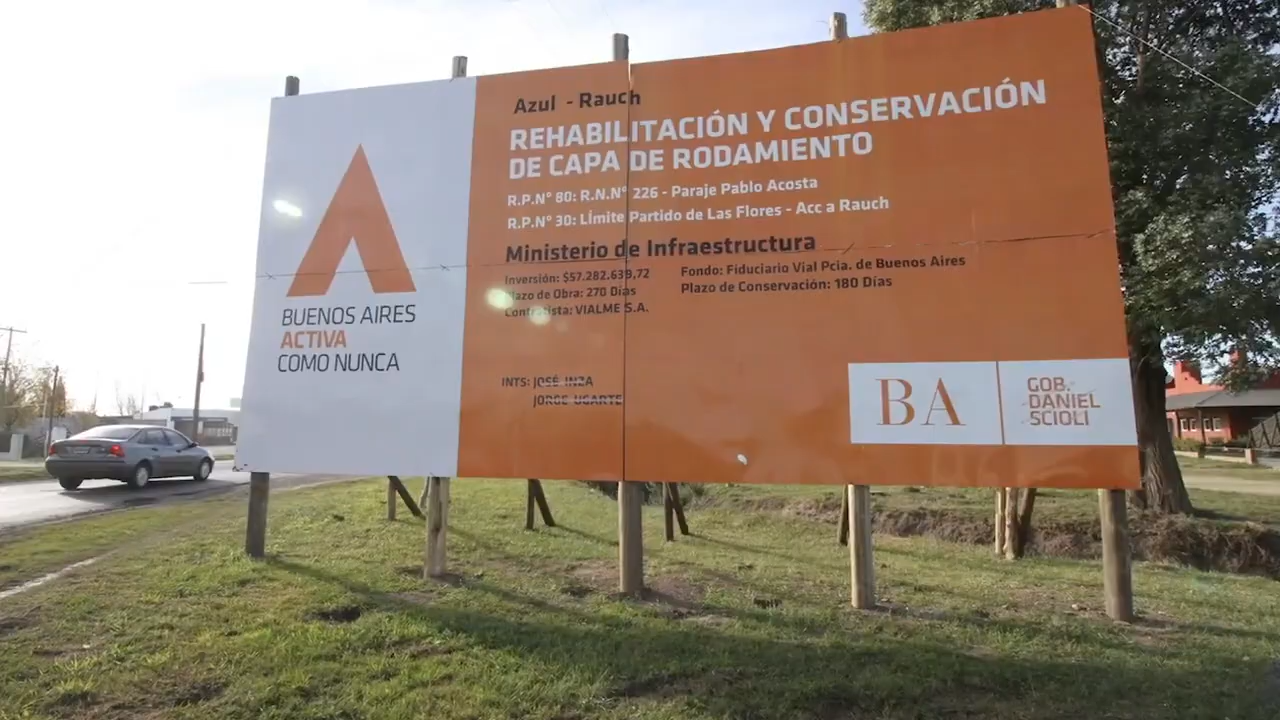 BUENOS AIRES
ACTIVA
COMO NUNCA
Azul - Rauch
REHABILITACIÓN Y CONSERVACIÓN
DE CAPA DE RODAMIENTO
R.P.N° 80: R.N.N° 226 - Paraje Pablo Acosta
R.P.N° 30: Límite Partido de Las Flores - Acc a Rauch
Ministerio de Infraestructura
Inversión: $57.282.639,72
Plazo de Obra: 270 Días
Contratista: VIALME S.A.
Fondo: Fiduciario Vial Pcia. de Buenos Aires
Plazo de Conservación: 180 Días
INTS: JOSÉ INZA
JORGE UGARTE
BA
GOB.
DANIEL
SCIOLI